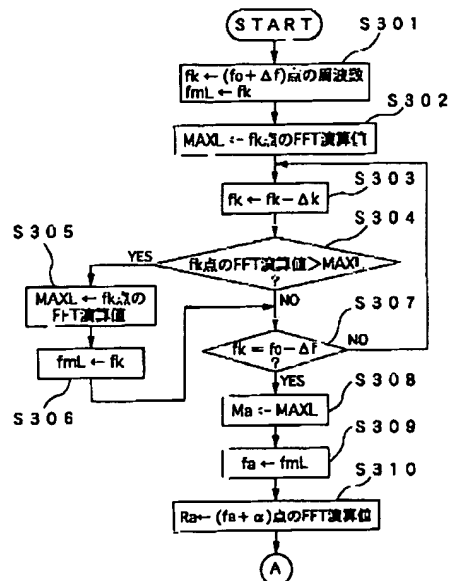 START
S301
fk ← (fo + Δf)点の周波数
fmL ← fk
S302
MAXL ← fk点のFFT演算値
S303
fk ← fk − Δk
S304
fk点のFFT演算値>MAXL
?
YES
NO
S305
MAXL ← fk点の
FFT演算値
fmL ← fk
S306
S307
fk = fo − Δf
?
NO
YES
S308
Ma ← MAXL
S309
fa ← fmL
S310
Ra ← (fa + α)点のFFT演算値
A